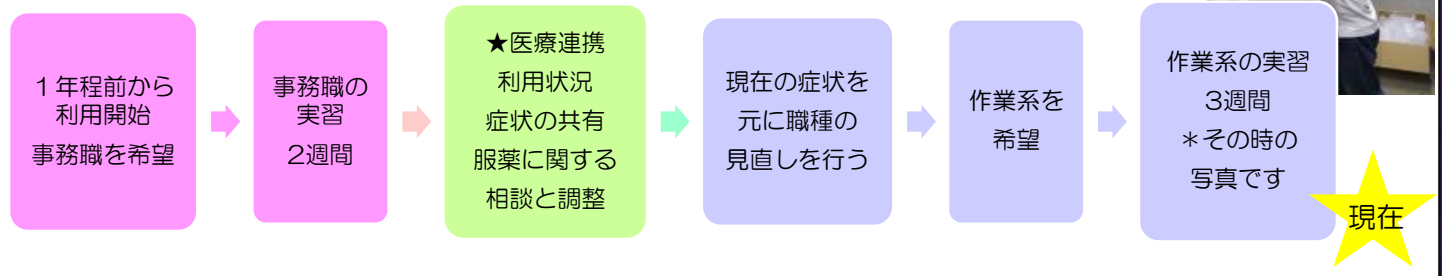 １年程前から
利用開始
事務職を希望
事務職の
実習
2週間
★医療連携
利用状況
症状の共有
服薬に関する
相談と調整
現在の症状を
元に職種の
見直しを行う
作業系を
希望
作業系の実習
3週間
＊その時の
写真です
現在